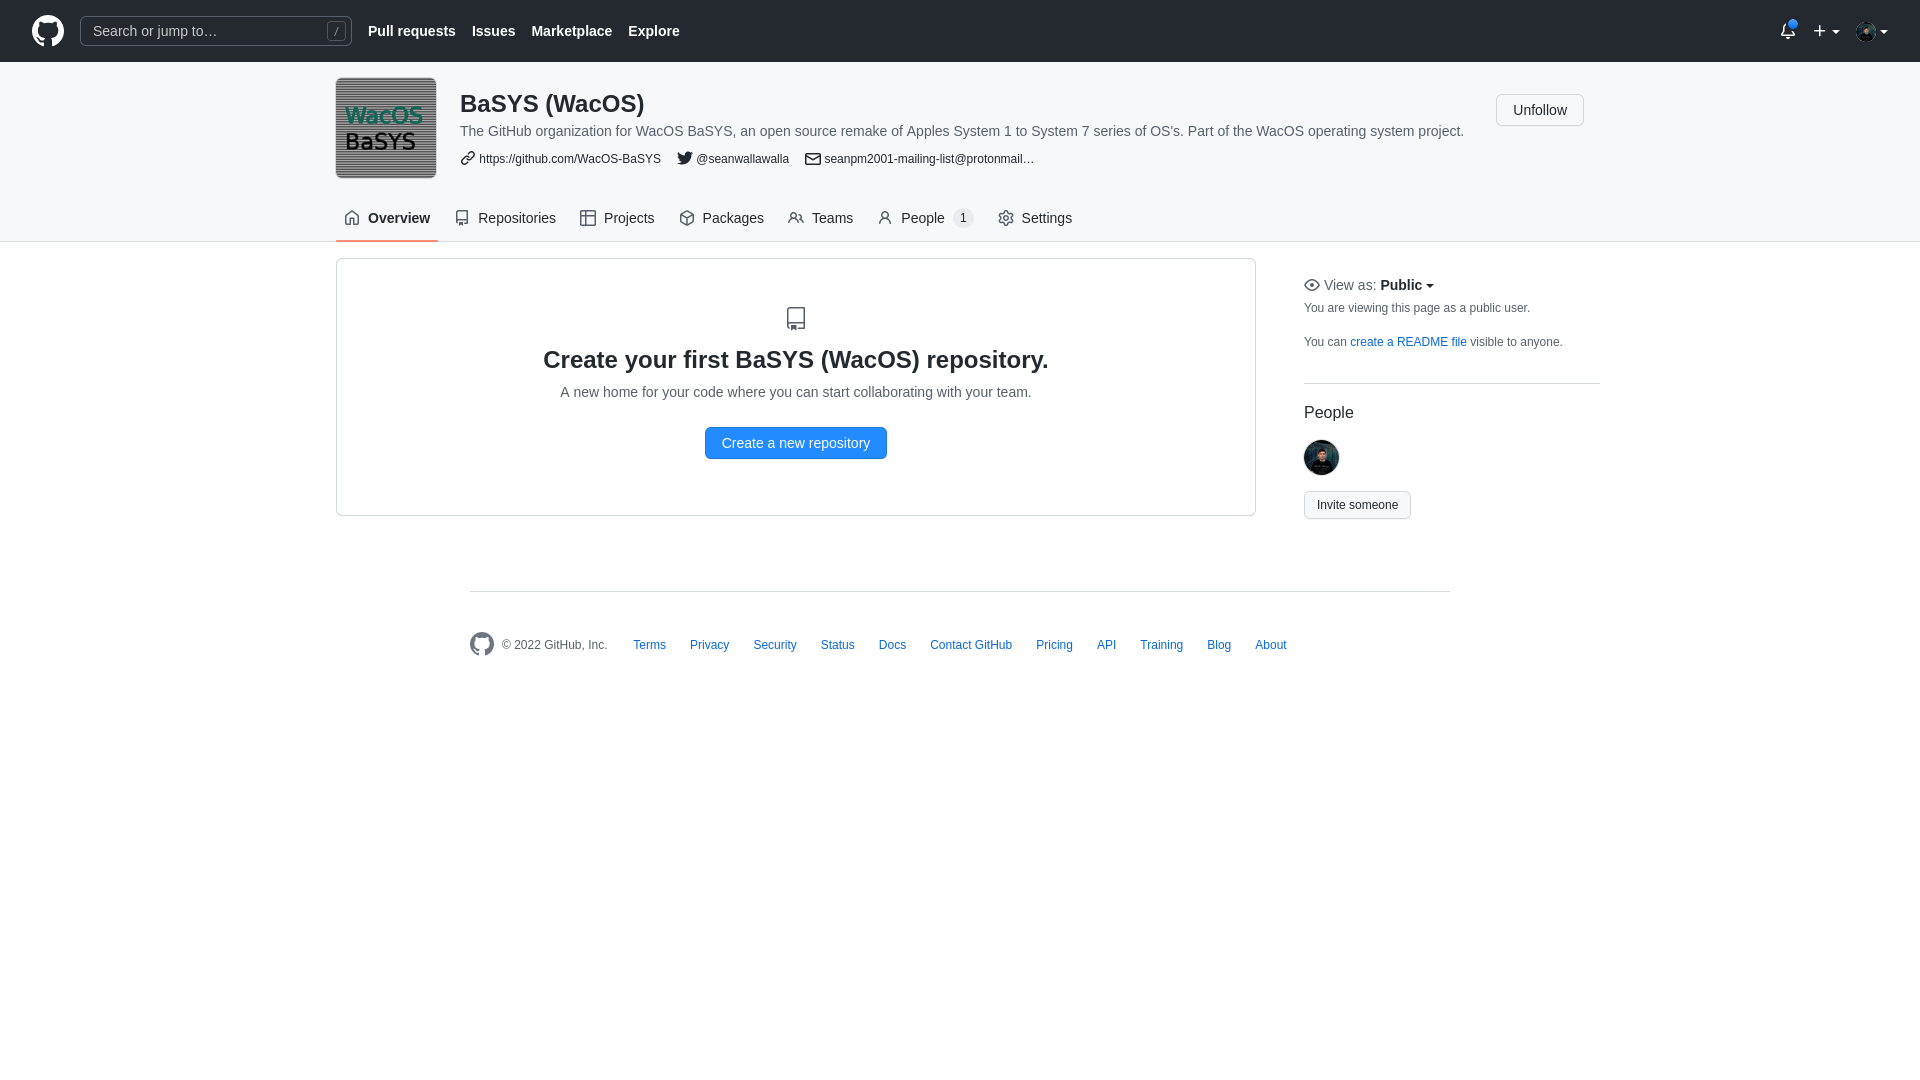 Search or jump to…
/
Pull requests
Issues
Marketplace
Explore
WacOS
BaSYS
BaSYS (WacOS)
The GitHub organization for WacOS BaSYS, an open source remake of Apples System 1 to System 7 series of OS's. Part of the WacOS operating system project.
https://github.com/WacOS-BaSYS
@seanwallawalla
seanpm2001-mailing-list@protonmail…
Unfollow
Overview
Repositories
Projects
Packages
Teams
People 1
Settings
Create your first BaSYS (WacOS) repository.
A new home for your code where you can start collaborating with your team.
Create a new repository
View as: Public
You are viewing this page as a public user.
You can create a README file visible to anyone.
People
Invite someone
© 2022 GitHub, Inc.
Terms
Privacy
Security
Status
Docs
Contact GitHub
Pricing
API
Training
Blog
About